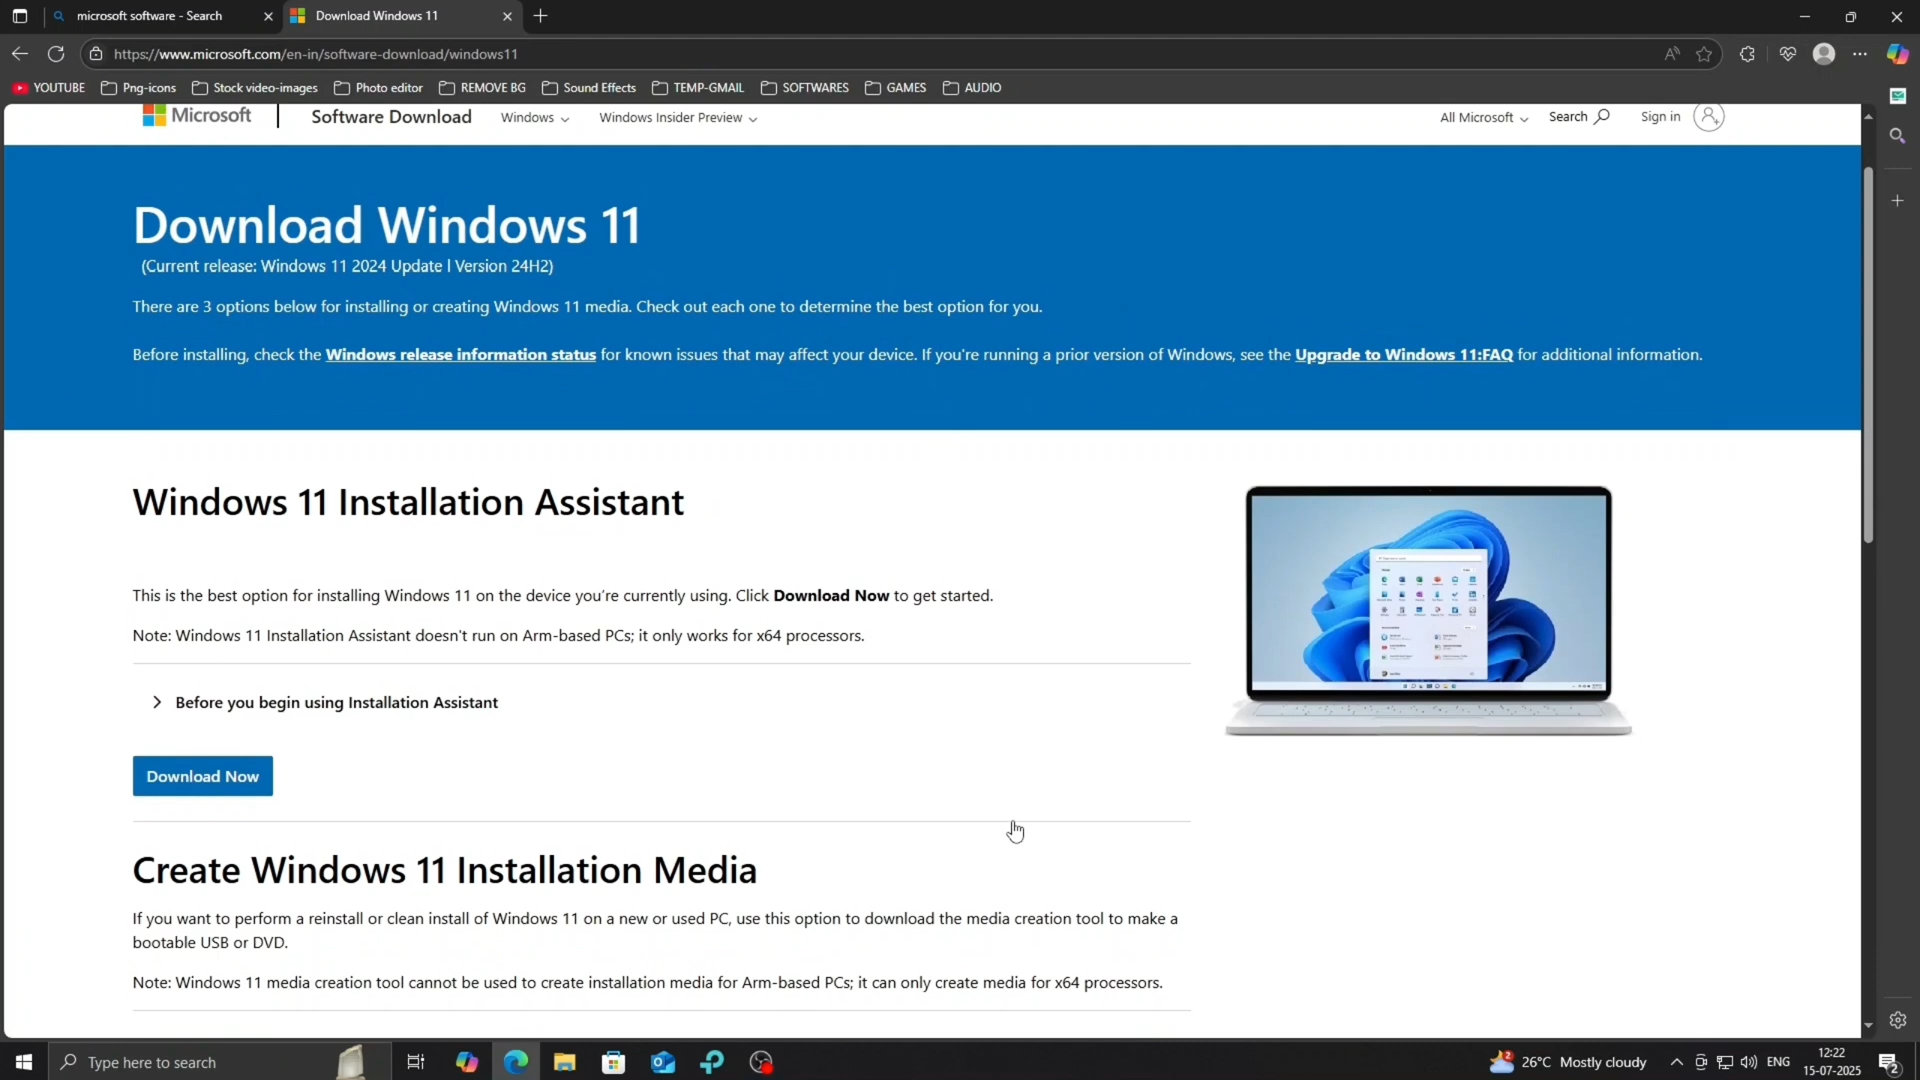 microsoft software - Search
Download Windows 11
https://www.microsoft.com/en-in/software-download/windows11
YOUTUBE
Png-icons
Stock video-images
Photo editor
REMOVE BG
Sound Effects
TEMP-GMAIL
SOFTWARES
GAMES
AUDIO
Microsoft
Software Download
Windows
Windows Insider Preview
All Microsoft
Search
Sign in
Download Windows 11
(Current release: Windows 11 2024 Update l Version 24H2)
There are 3 options below for installing or creating Windows 11 media. Check out each one to determine the best option for you.
Before installing, check the Windows release information status for known issues that may affect your device. If you're running a prior version of Windows, see the Upgrade to Windows 11:FAQ for additional information.
Windows 11 Installation Assistant
This is the best option for installing Windows 11 on the device you're currently using. Click Download Now to get started.
Note: Windows 11 Installation Assistant doesn't run on Arm-based PCs; it only works for x64 processors.
Before you begin using Installation Assistant
Download Now
Create Windows 11 Installation Media
If you want to perform a reinstall or clean install of Windows 11 on a new or used PC, use this option to download the media creation tool to make a
bootable USB or DVD.
Note: Windows 11 media creation tool cannot be used to create installation media for Arm-based PCs; it can only create media for x64 processors.
Type here to search
2
26°C Mostly cloudy
ENG
12:22
15-07-2025
2